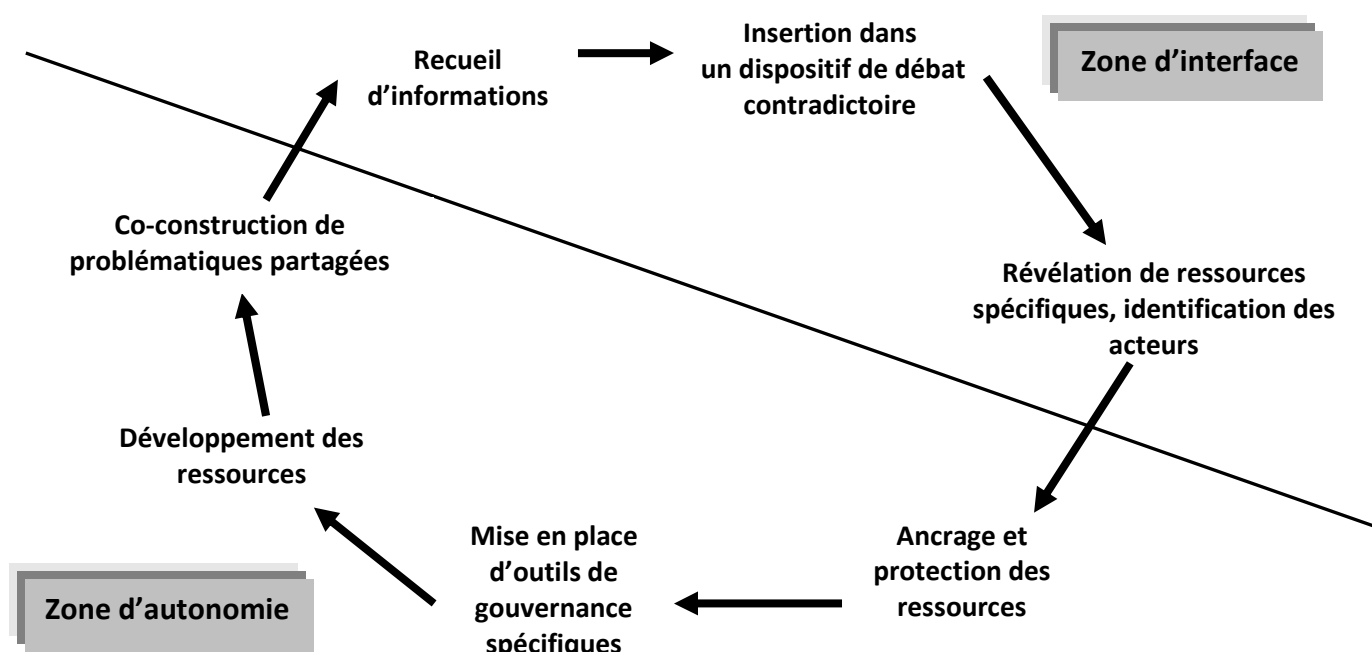 Recueil
d’informations
Insertion dans
un dispositif de débat
contradictoire
Zone d’interface
Co-construction de
problématiques partagées
Révélation de ressources
spécifiques, identification des
acteurs
Développement des
ressources
Ancrage et
protection des
ressources
Mise en place
d’outils de
gouvernance
spécifiques
Zone d’autonomie